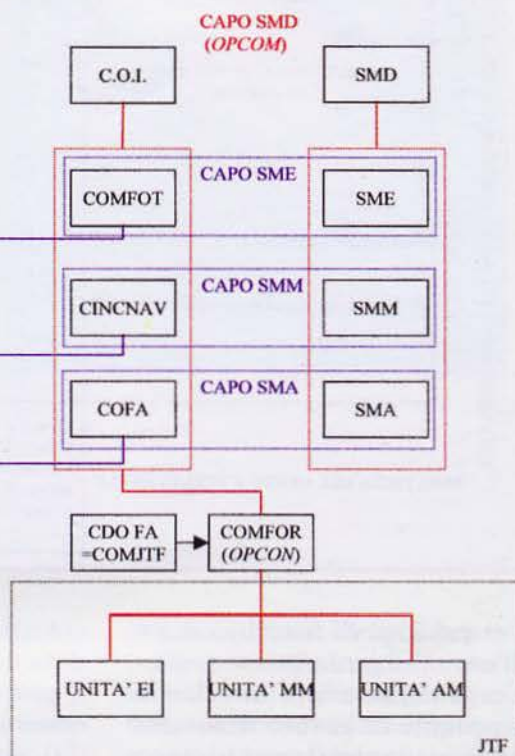 CAPO SMD
(OPCOM)
C.O.I.
SMD
CAPO SME
COMFOT
SME
CAPO SMM
CINCNAV
SMM
CAPO SMA
COFA
SMA
CDO FA
=COMJTF
COMFOR
(OPCON)
UNITA' EI
UNITA' MM
UNITA' AM
JTF